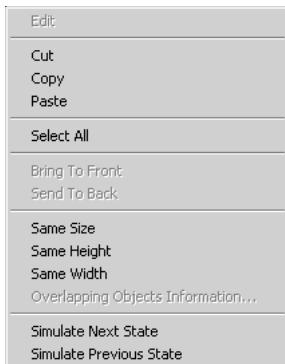 Edit
Cut
Copy
Paste
Select All
Bring To Front
Send To Back
Same Size
Same Height
Same Width
Overlapping Objects Information...
Simulate Next State
Simulate Previous State